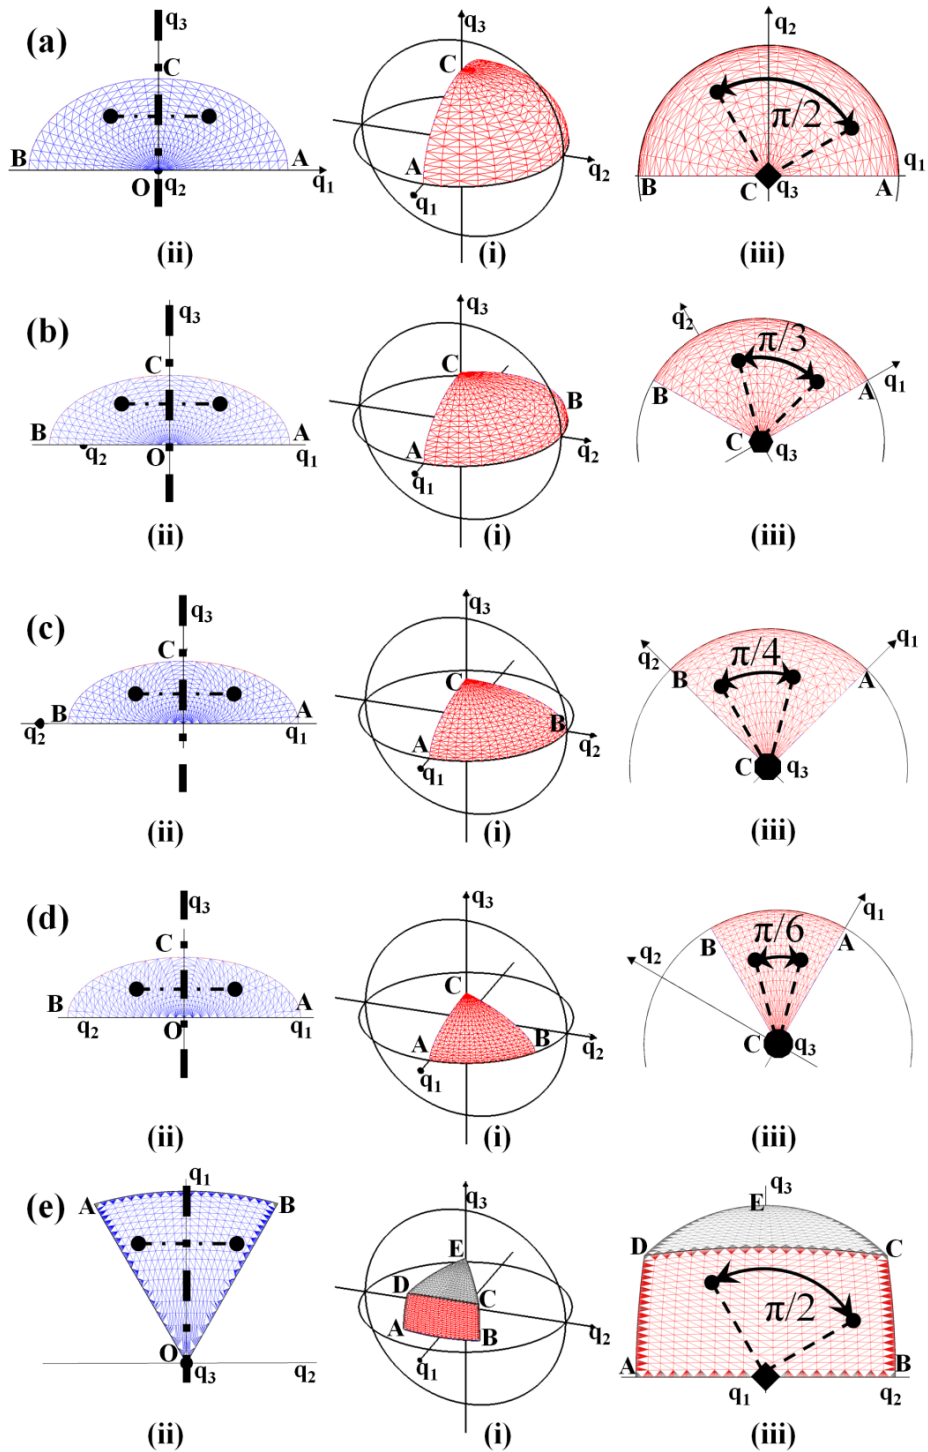 (a)
q3
C
B
O
q2
A
q1
(ii)
q3
C
A
q1
q2
(i)
q2
π/2
q1
B
C
q3
A
(iii)
(b)
q3
C
B
q2
O
A
q1
(ii)
q3
C
B
A
q1
q2
(i)
q2
π/3
q1
B
A
C
q3
(iii)
(c)
q3
C
B
q2
A
q1
(ii)
q3
C
B
A
q1
q2
(i)
q2
π/4
q1
B
A
C
q3
(iii)
(d)
q3
C
B
q2
O
A
q1
(ii)
q3
C
A
B
q1
q2
(i)
q1
B
π/6
A
q2
C
q3
(iii)
(e)
q1
A
B
O
q3
q2
(ii)
q3
E
D
C
A
B
q1
q2
(i)
q3
E
D
C
π/2
A
B
q1
q2
(iii)